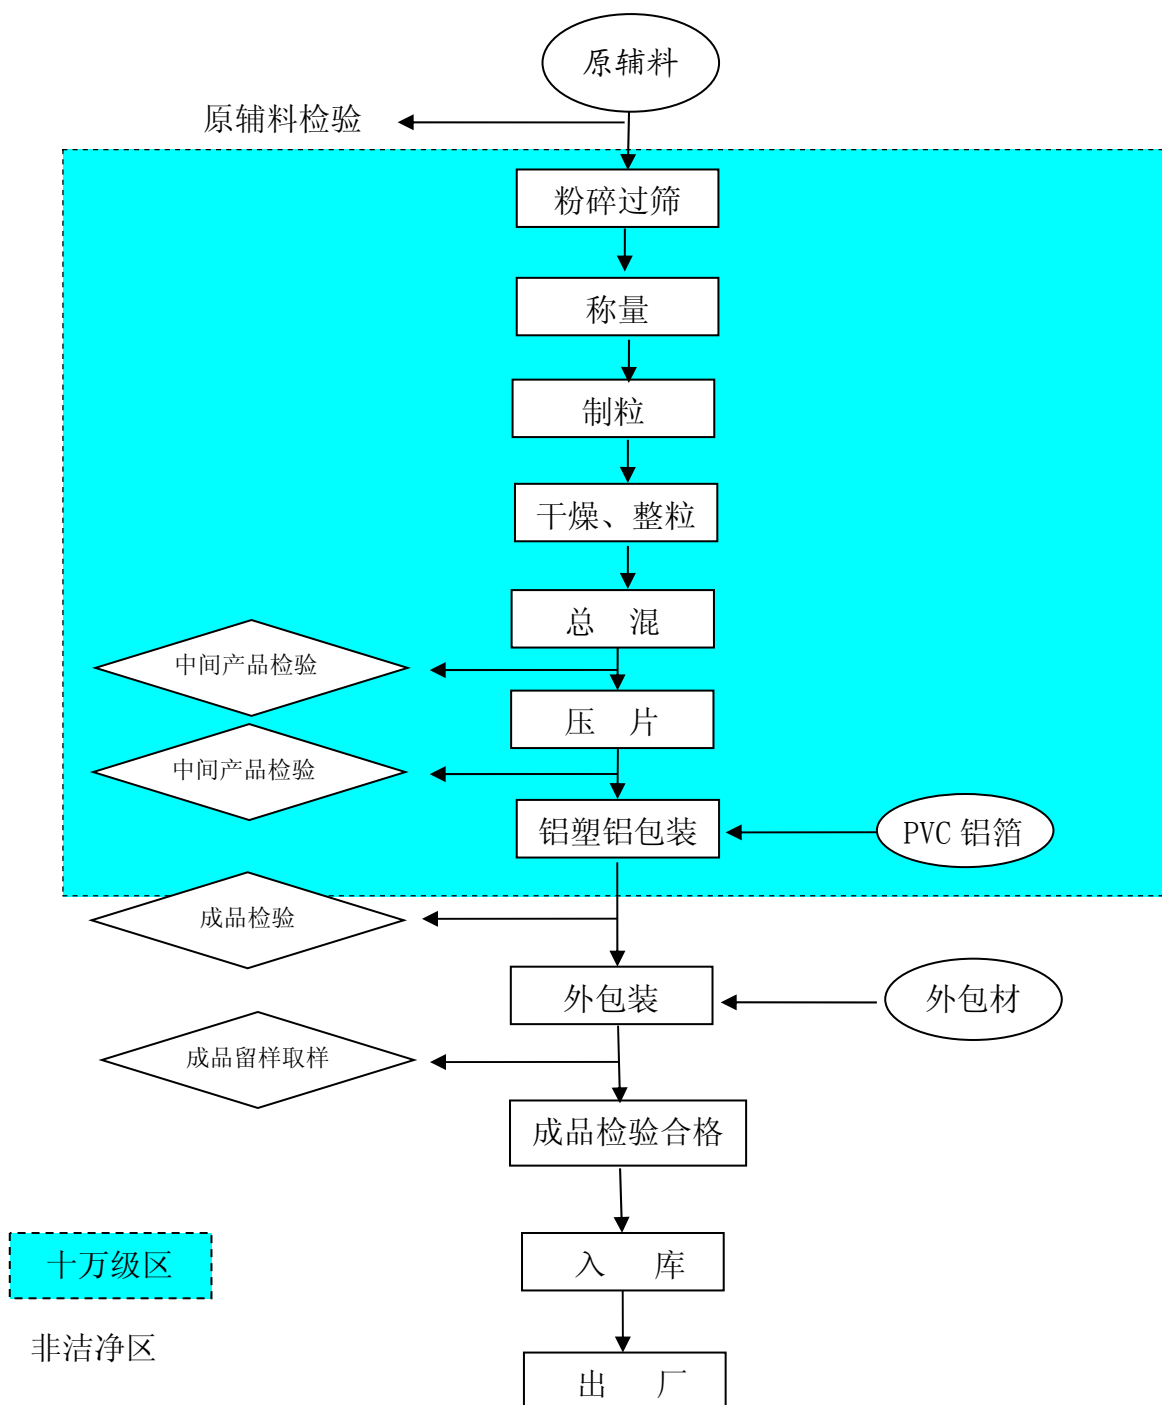 原辅料
原辅料检验
粉碎过筛
称量
制粒
干燥、整粒
总 混
中间产品检验
压 片
中间产品检验
铝塑铝包装
PVC 铝箔
成品检验
外包装
外包材
成品留样取样
成品检验合格
入 库
十万级区
非洁净区
出 厂